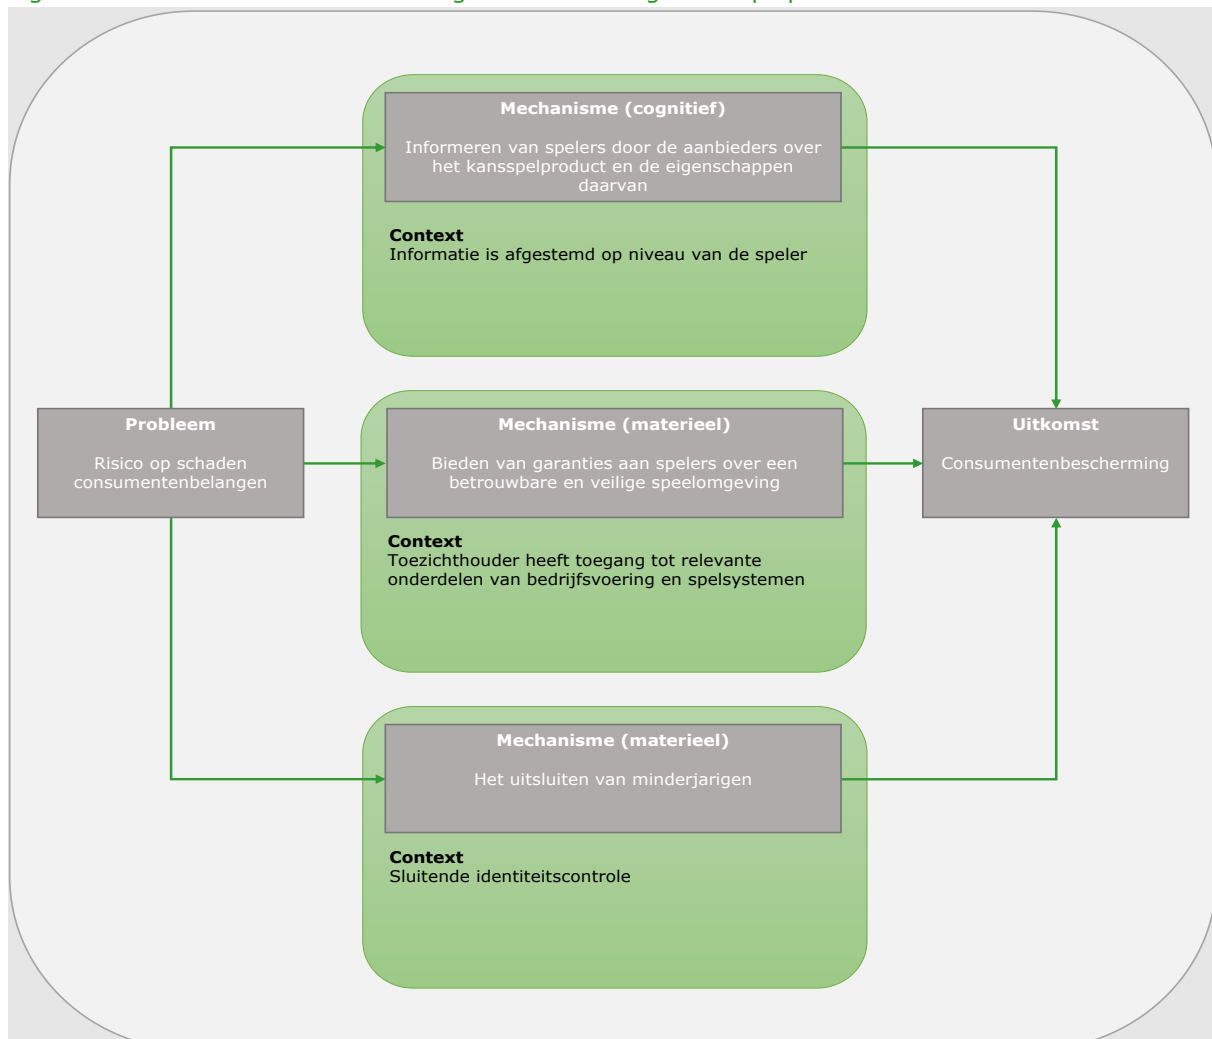 Mechanisme (cognitief)
Informeren van spelers door de aanbieders over
het kansspelproduct en de eigenschappen
daarvan
Context
Informatie is afgestemd op niveau van de speler
Probleem
Risico op schaden
consumentenbelangen
Mechanisme (materieel)
Bieden van garanties aan spelers over een
betrouwbare en veilige speelomgeving
Context
Toezichthouder heeft toegang tot relevante
onderdelen van bedrijfsvoering en spelsystemen
Uitkomst
Consumentenbescherming
Mechanisme (materieel)
Het uitsluiten van minderjarigen
Context
Sluitende identiteitscontrole